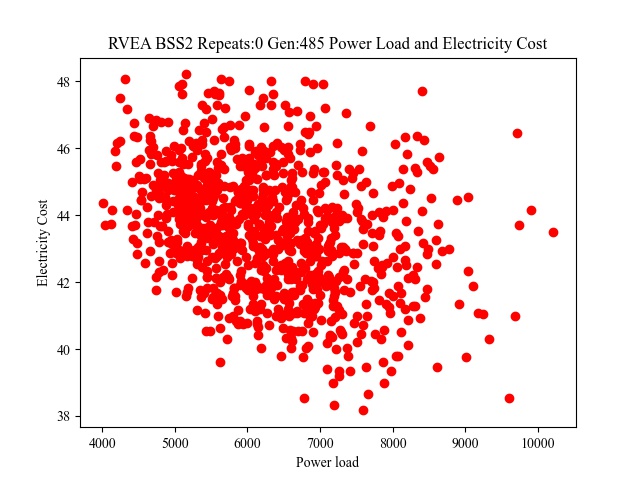 RVEA BSS2 Repeats:0 Gen:485 Power Load and Electricity Cost
48
46
44
42
40
38
Electricity Cost
4000 5000 6000 7000 8000 9000 10000
Power load